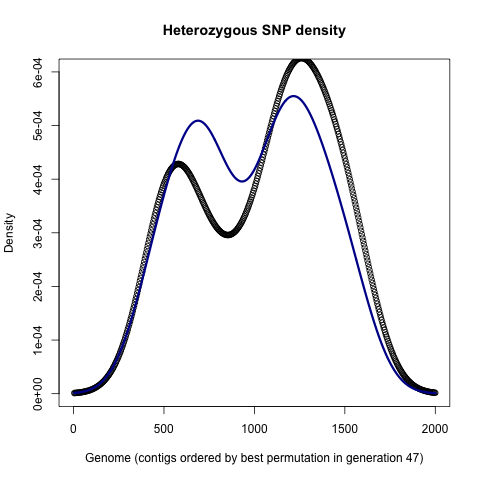 Heterozygous SNP density
Density
6e-04
5e-04
4e-04
3e-04
2e-04
1e-04
0e+00
0 500 1000 1500 2000
Genome (contigs ordered by best permutation in generation 47)